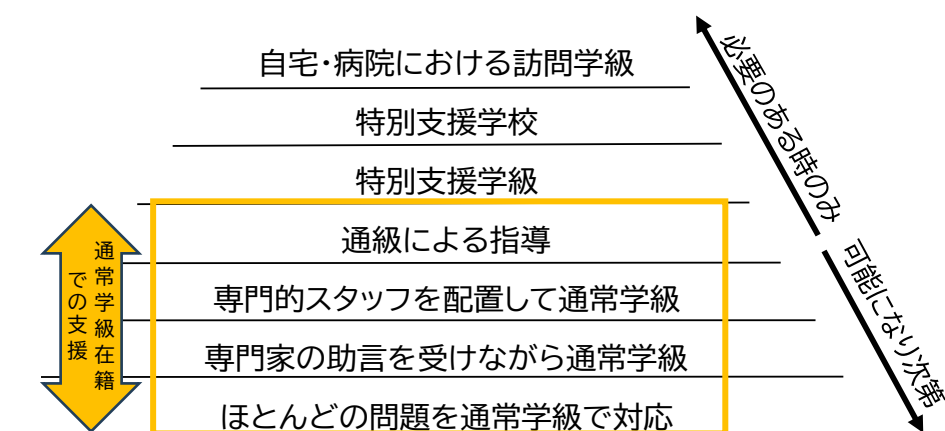 自宅・病院における訪問学級
特別支援学校
特別支援学級
通級による指導
専門的スタッフを配置して通常学級
専門家の助言を受けながら通常学級
ほとんどの問題を通常学級で対応
通常学級在籍
での支援
必要のある時のみ
可能になり次第